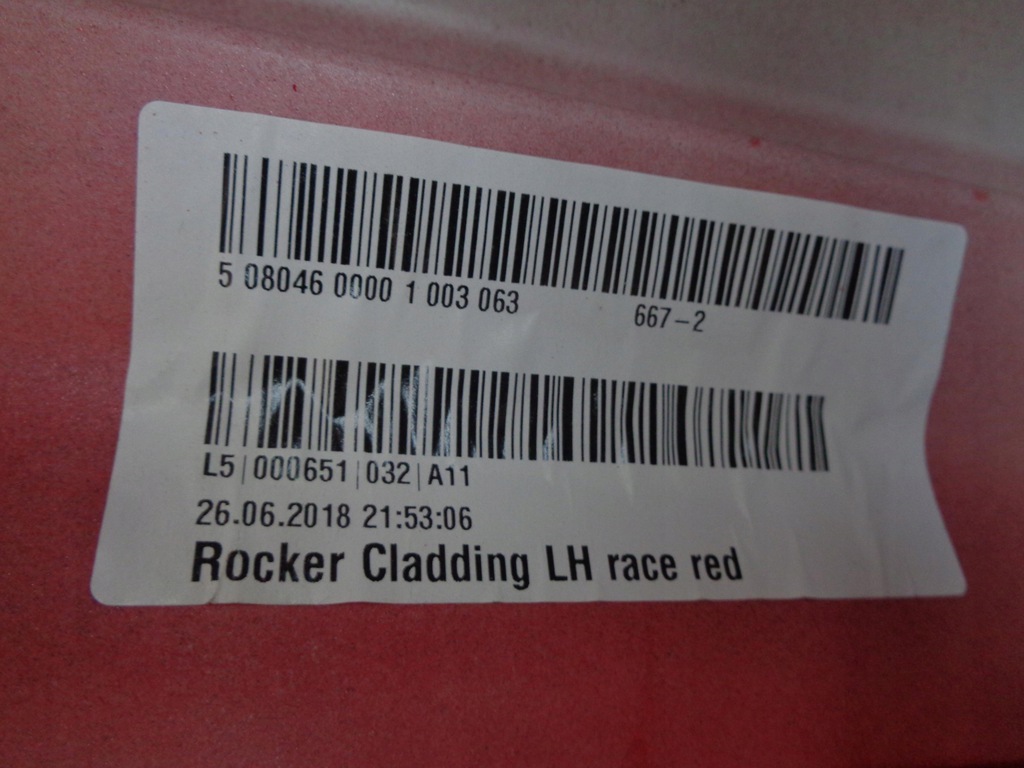 5 08046 0000 1 003 063 667-2
L5|000651|032|A11
26.06.2018 21:53:06
Rocker Cladding LH race red